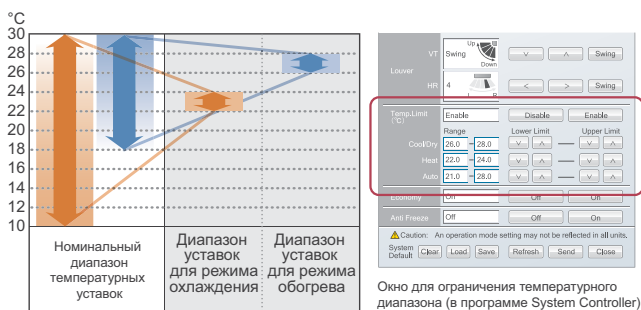 °C
30
28
26
24
22
20
18
16
14
12
10
Номинальный
диапазон
температурных
уставок
Диапазон
уставок
для режима
охлаждения
Диапазон
уставок
для режима
обогрева
VT Swing Up Down Swing
Louver
HR 4 L R Swing
Temp.Limit Enable Disable Enable
(°C)
Range Lower Limit Upper Limit
Cool/Dry 26.0 – 28.0
Heat 22.0 – 24.0
Auto 21.0 – 28.0
Economy Off Off On
Anti Freeze Off Off On
Caution: An operation mode setting may not be reflected in all units.
System
Default Clear Load Save Refresh Send Close
Окно для ограничения температурного
диапазона (в программе System Controller)